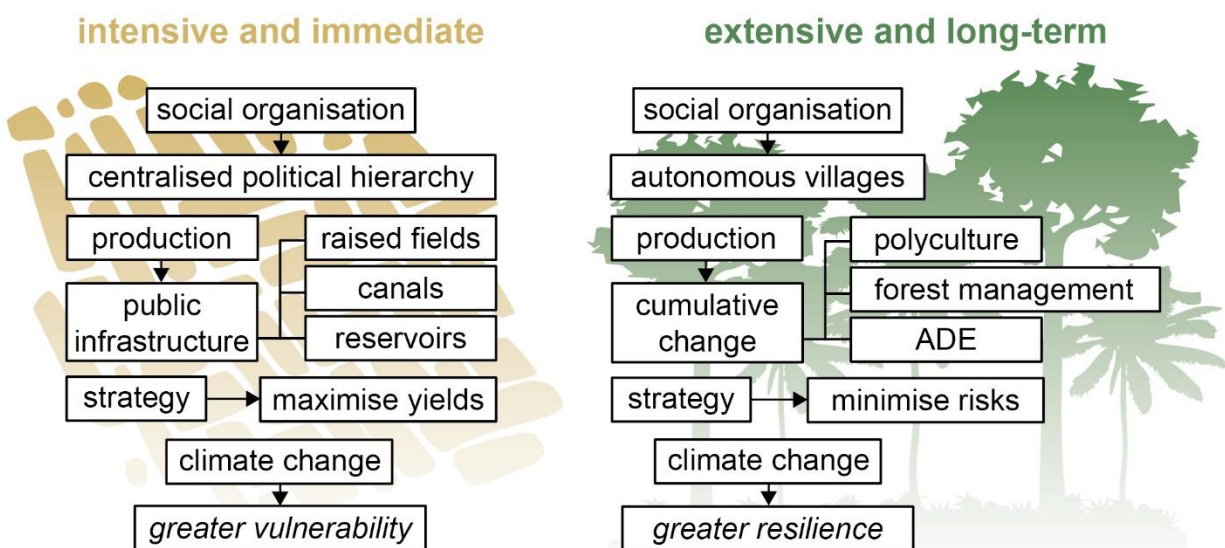 intensive and immediate
social organisation
centralised political hierarchy
production
public
infrastructure
raised fields
canals
reservoirs
strategy
maximise yields
climate change
greater vulnerability
extensive and long-term
social organisation
autonomous villages
production
cumulative
change
polyculture
forest management
ADE
strategy
minimise risks
climate change
greater resilience